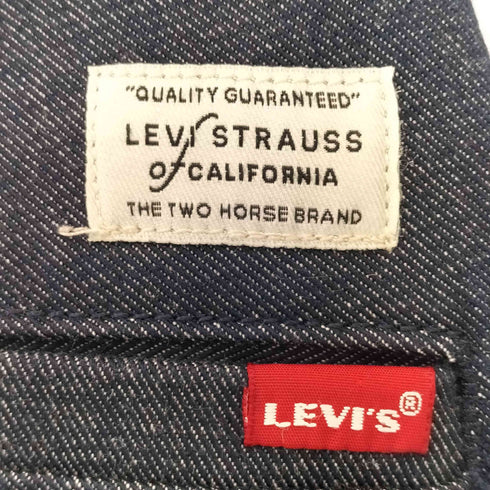 "QUALITY GUARANTEED"
LEVI STRAUSS
of CALIFORNIA
THE TWO HORSE BRAND
LEVI'S®